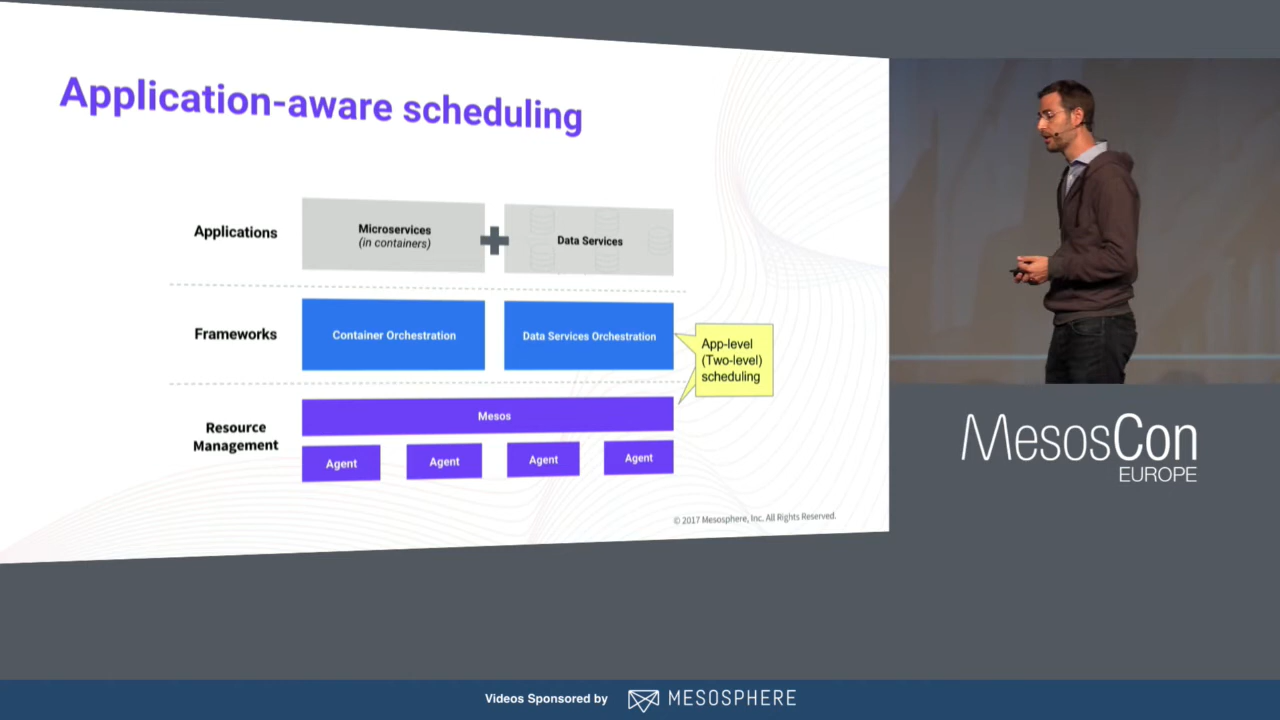 Application-aware scheduling
Applications
Microservices
(in containers)
Data Services
Frameworks
Container Orchestration
Data Services Orchestration
App-level
(Two-level)
scheduling
Resource
Management
Mesos
Agent
Agent
Agent
Agent
© 2017 Mesosphere, Inc. All Rights Reserved.
MesosCon
EUROPE
Videos Sponsored by
MESOSPHERE